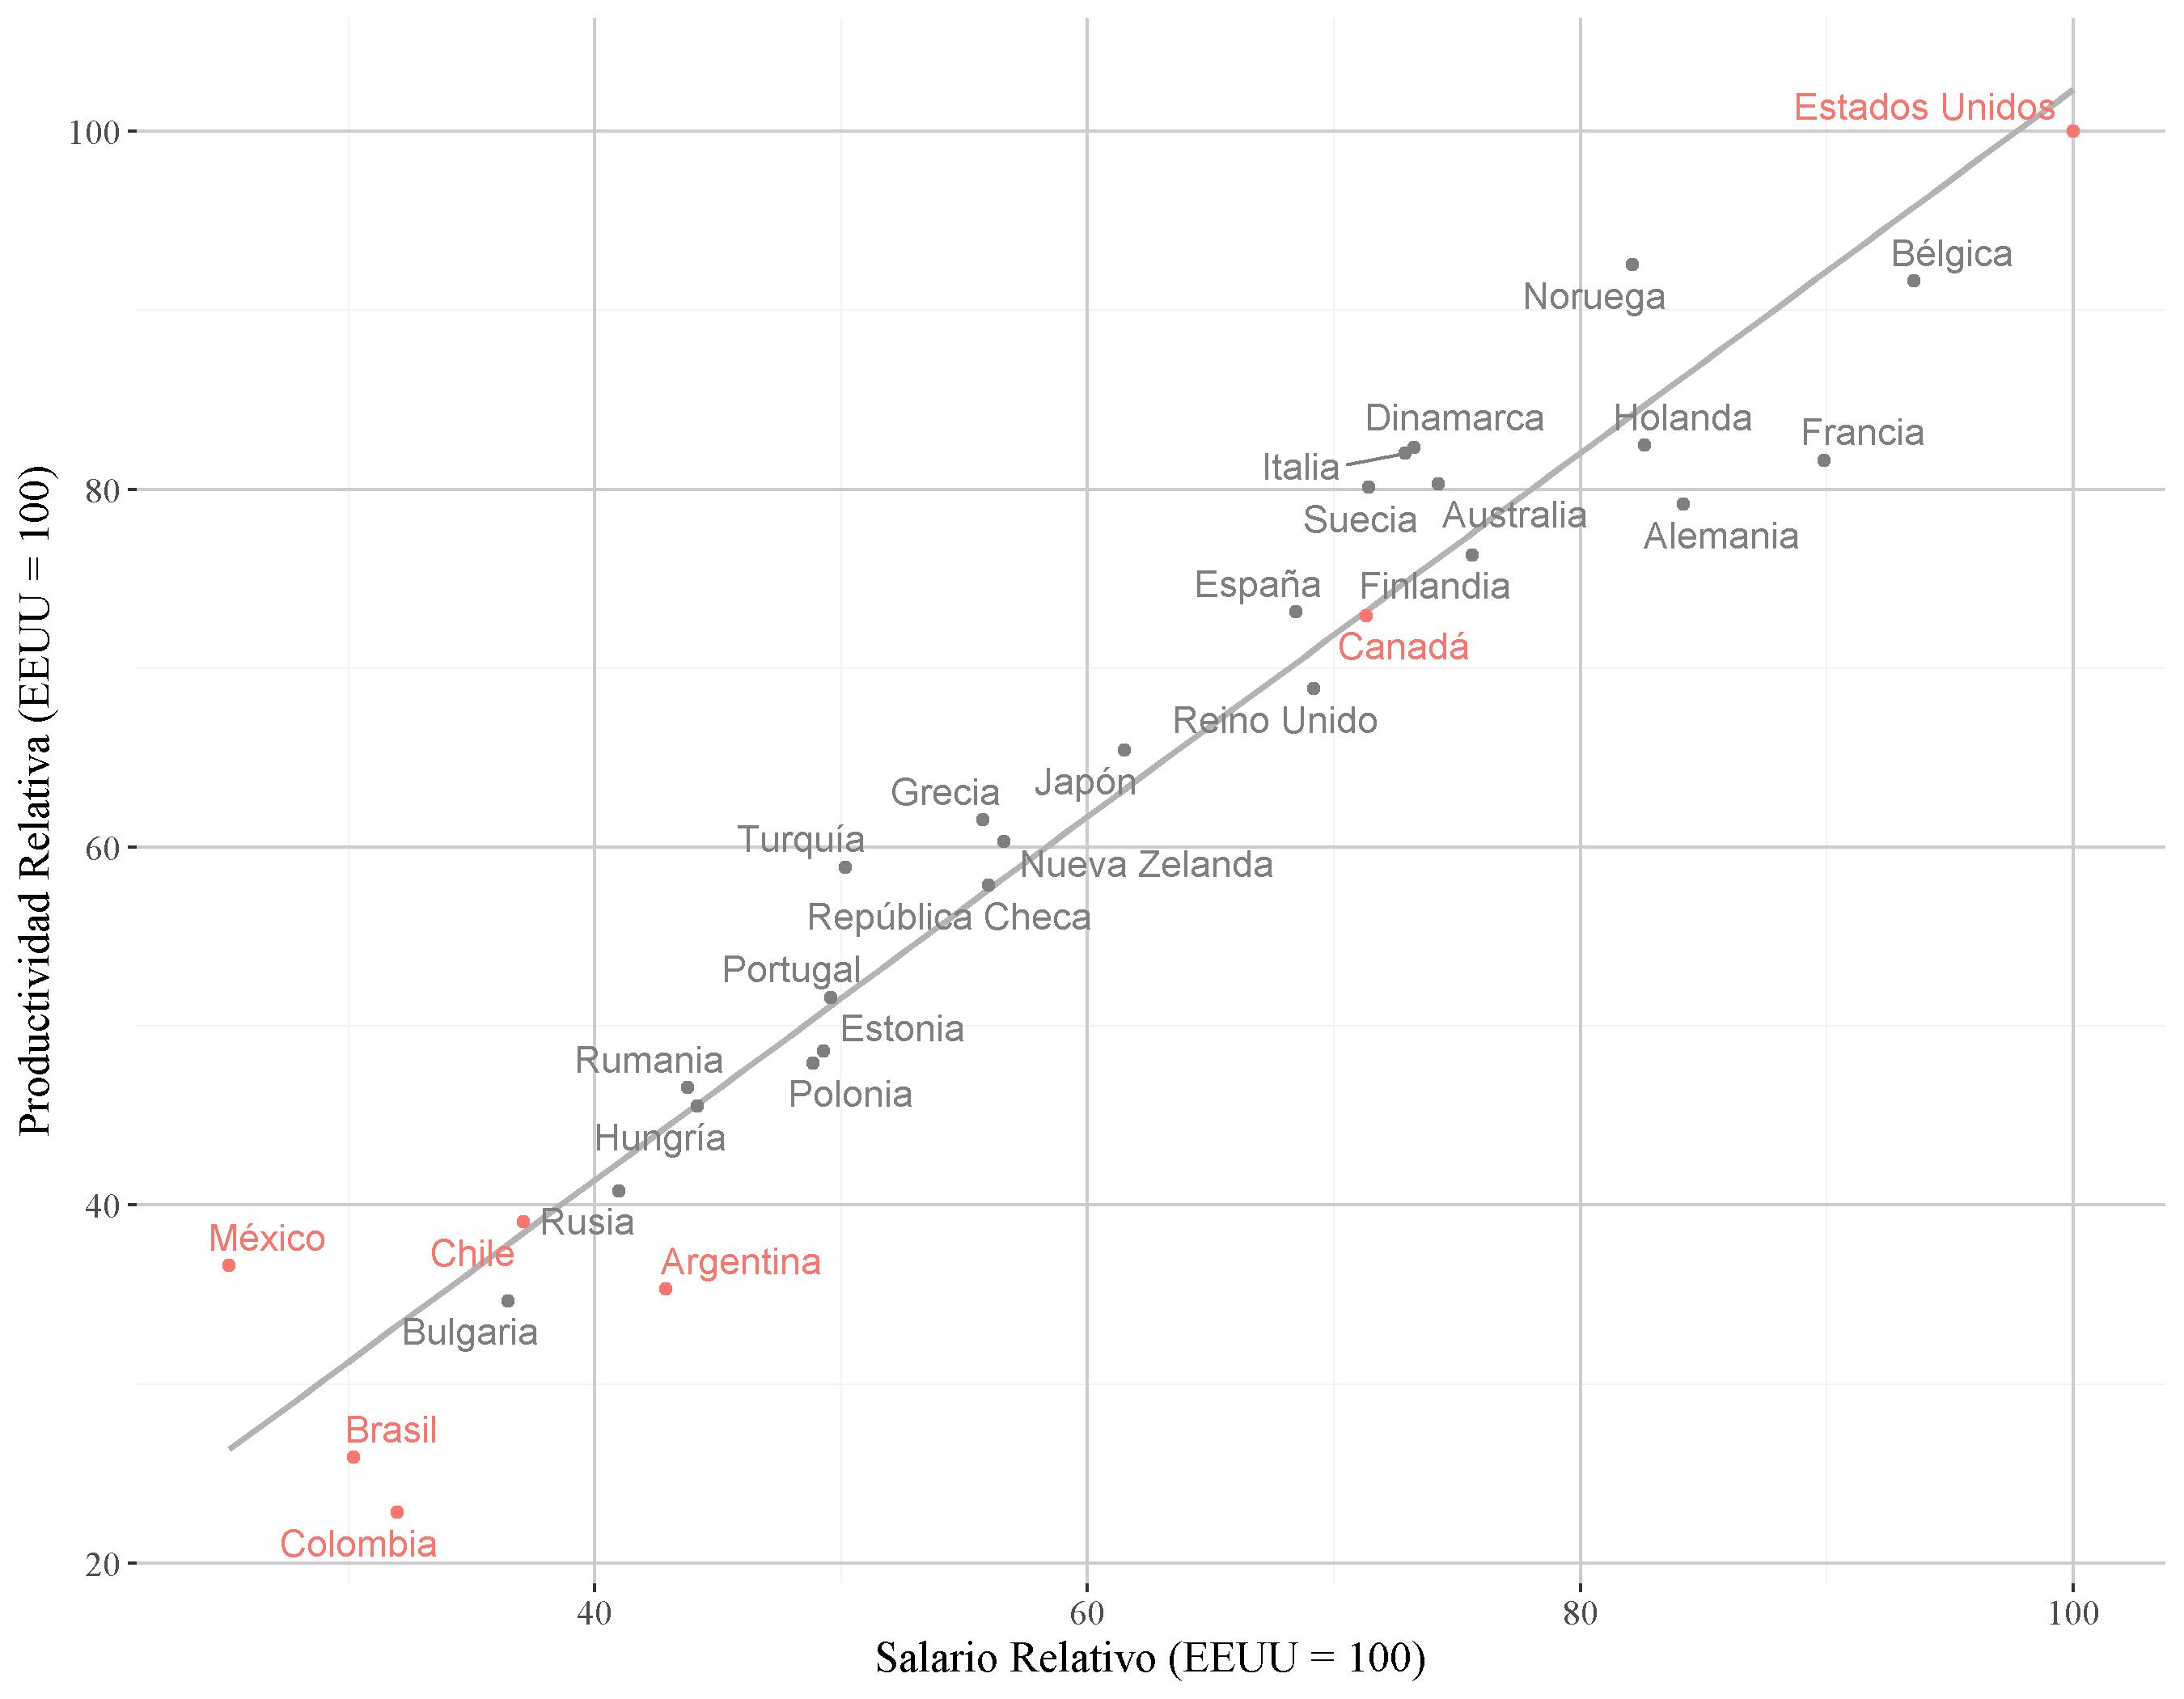 Productividad Relativa (EEUU = 100)
100
80
60
40
20
Estados Unidos
Bélgica
Noruega
Dinamarca
Holanda
Francia
Italia
Suecia
Australia
Alemania
España
Finlandia
Canadá
Reino Unido
Japón
Grecia
Turquía
Nueva Zelanda
República Checa
Portugal
Estonia
Rumania
Polonia
Hungría
Rusia
México
Chile
Argentina
Bulgaria
Brasil
Colombia
40
60
80
100
Salario Relativo (EEUU = 100)